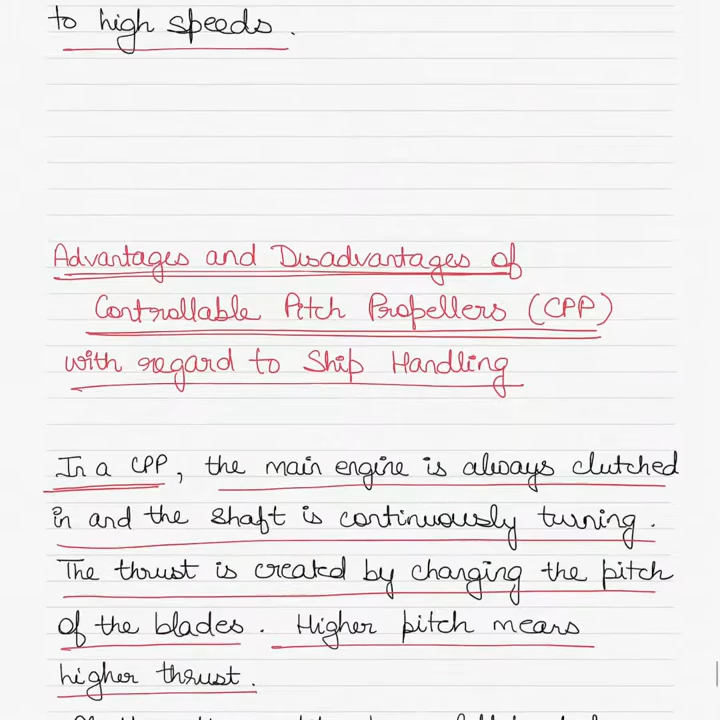 to high speeds.
Advantages and Disadvantages of
Controllable Pitch Propellers (CPP)
with regard to Ship Handling
In a CPP, the main engine is always clutched
in and the shaft is continuously turning.
The thrust is created by changing the pitch
of the blades. Higher pitch means
higher thrust.